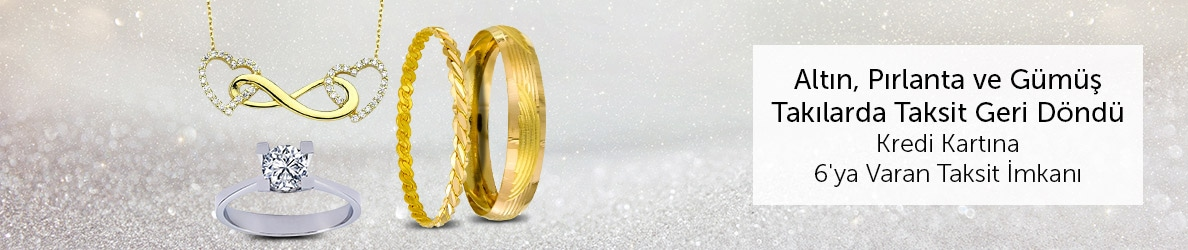 Altın, Pırlanta ve Gümüş
Takılarda Taksit Geri Döndü
Kredi Kartına
6'ya Varan Taksit İmkanı